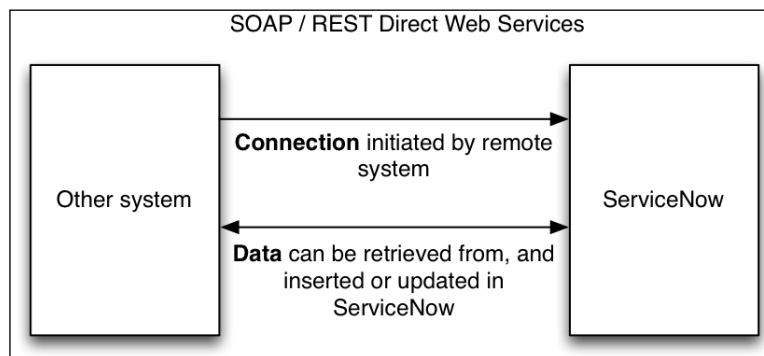 SOAP / REST Direct Web Services
Connection initiated by remote
system
Other system
ServiceNow
Data can be retrieved from, and
inserted or updated in
ServiceNow